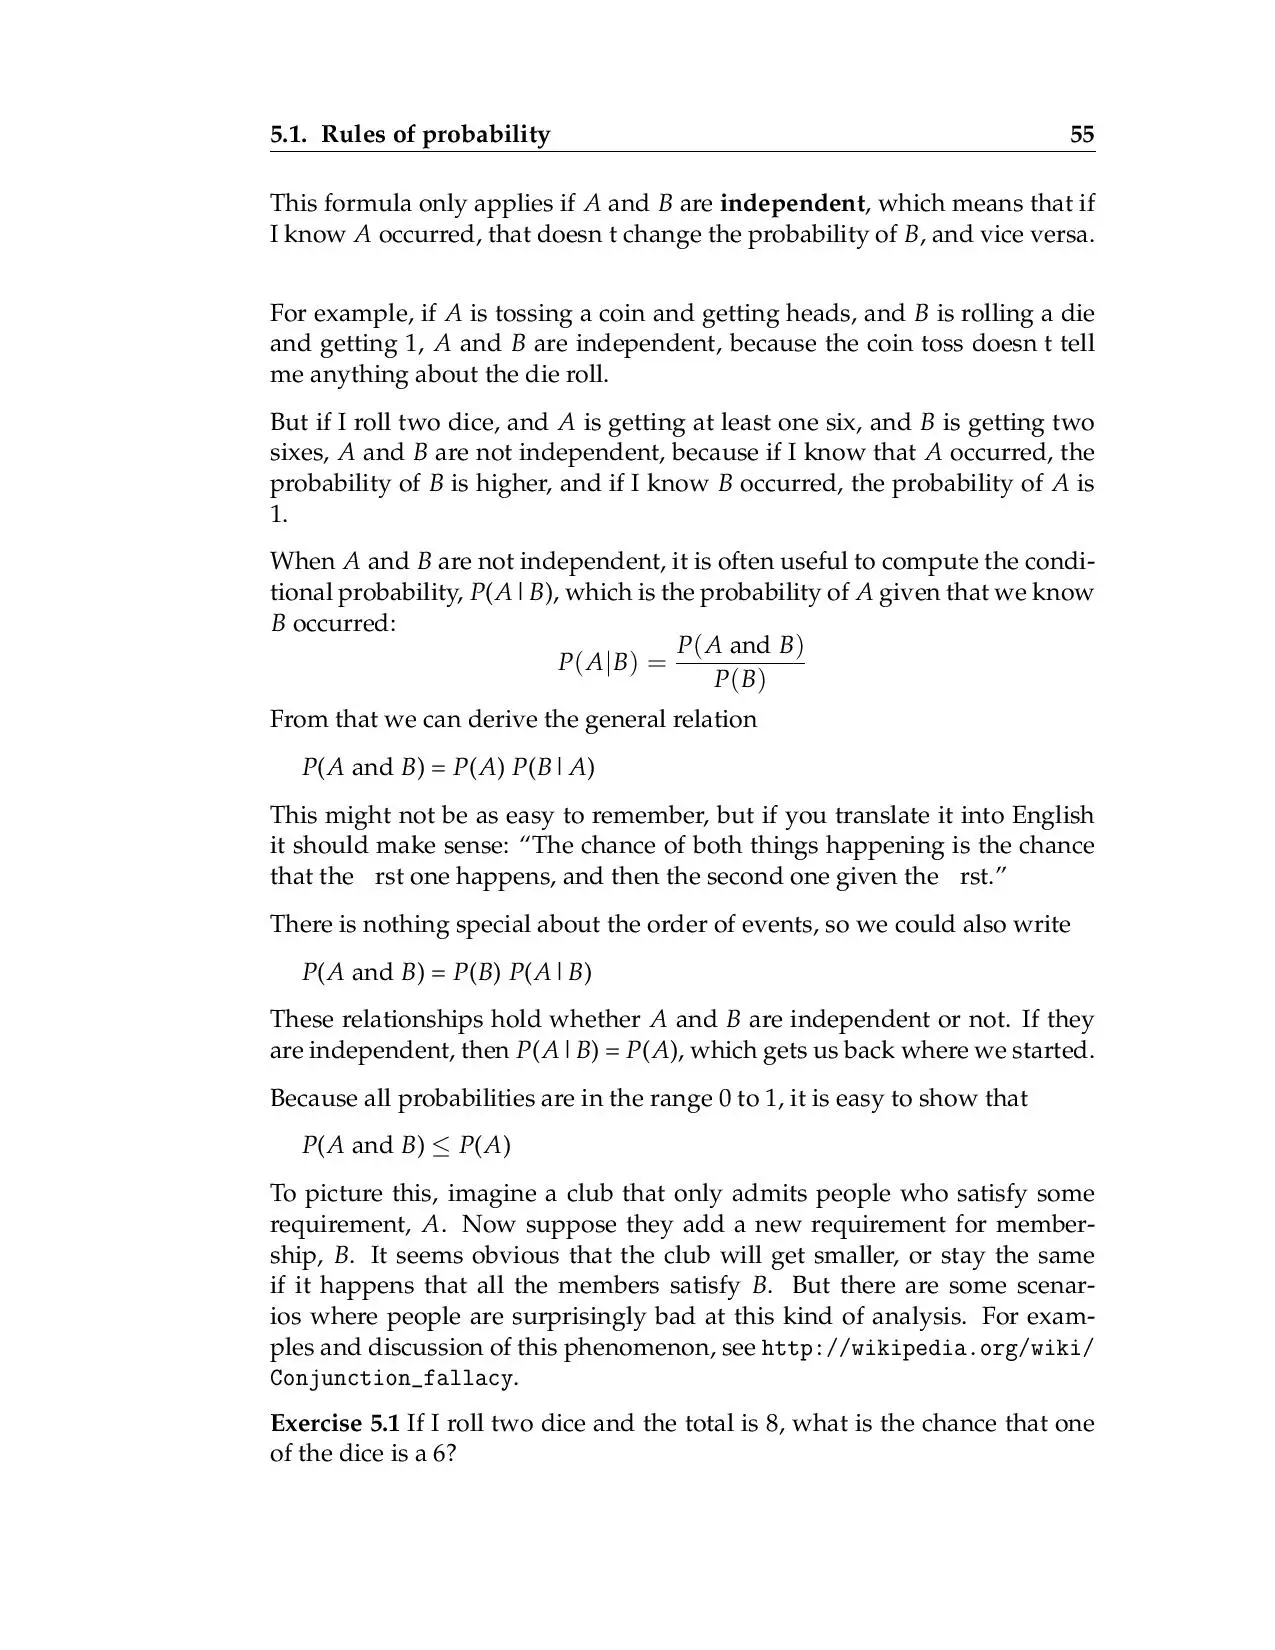 5.1. Rules of probability 55
This formula only applies if A and B are independent, which means that if
I know A occurred, that doesn t change the probability of B, and vice versa.
For example, if A is tossing a coin and getting heads, and B is rolling a die
and getting 1, A and B are independent, because the coin toss doesn t tell
me anything about the die roll.
But if I roll two dice, and A is getting at least one six, and B is getting two
sixes, A and B are not independent, because if I know that A occurred, the
probability of B is higher, and if I know B occurred, the probability of A is
1.
When A and B are not independent, it is often useful to compute the condi-
tional probability, P(A|B), which is the probability of A given that we know
B occurred:
P(A|B) = P(A and B) / P(B)
From that we can derive the general relation
P(A and B) = P(A) P(B|A)
This might not be as easy to remember, but if you translate it into English
it should make sense: “The chance of both things happening is the chance
that the rst one happens, and then the second one given the rst.”
There is nothing special about the order of events, so we could also write
P(A and B) = P(B) P(A|B)
These relationships hold whether A and B are independent or not. If they
are independent, then P(A|B) = P(A), which gets us back where we started.
Because all probabilities are in the range 0 to 1, it is easy to show that
P(A and B) ≤ P(A)
To picture this, imagine a club that only admits people who satisfy some
requirement, A. Now suppose they add a new requirement for member-
ship, B. It seems obvious that the club will get smaller, or stay the same
if it happens that all the members satisfy B. But there are some scenar-
ios where people are surprisingly bad at this kind of analysis. For exam-
ples and discussion of this phenomenon, see http://wikipedia.org/wiki/
Conjunction_fallacy.
Exercise 5.1 If I roll two dice and the total is 8, what is the chance that one
of the dice is a 6?